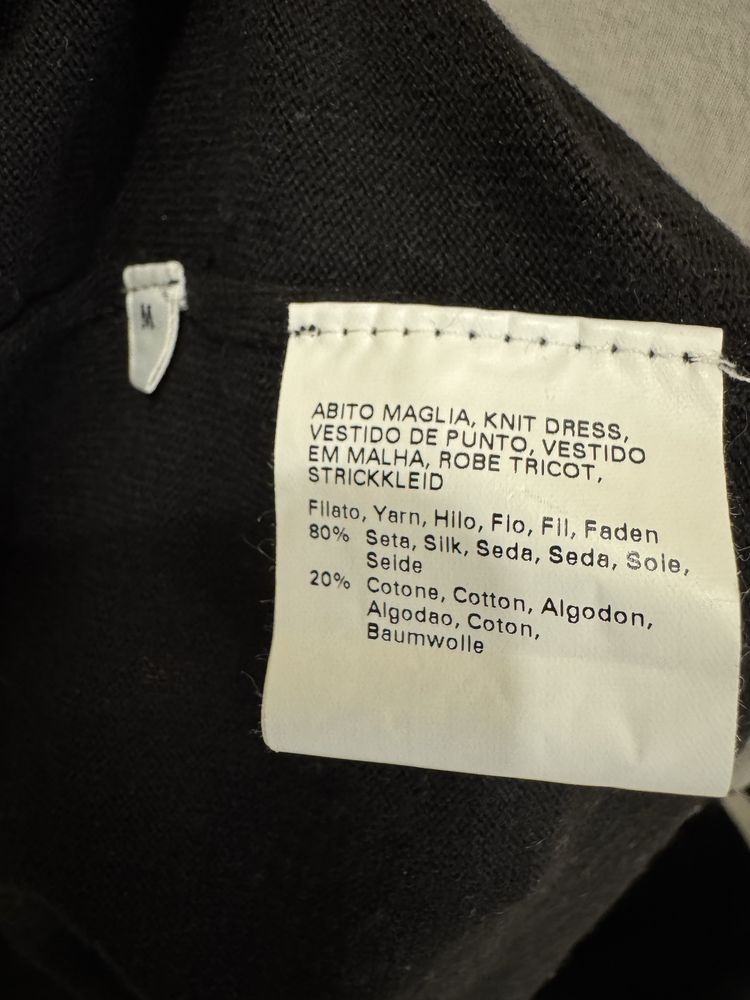 M
ABITO MAGLIA, KNIT DRESS,
VESTIDO DE PUNTO, VESTIDO
EM MALHA, ROBE TRICOT,
STRICKKLEID
Filato, Yarn, Hilo, Fio, Fil, Faden
80% Seta, Silk, Seda, Seda, Soie,
Seide
20% Cotone, Cotton, Algodon,
Algodao, Coton,
Baumwolle